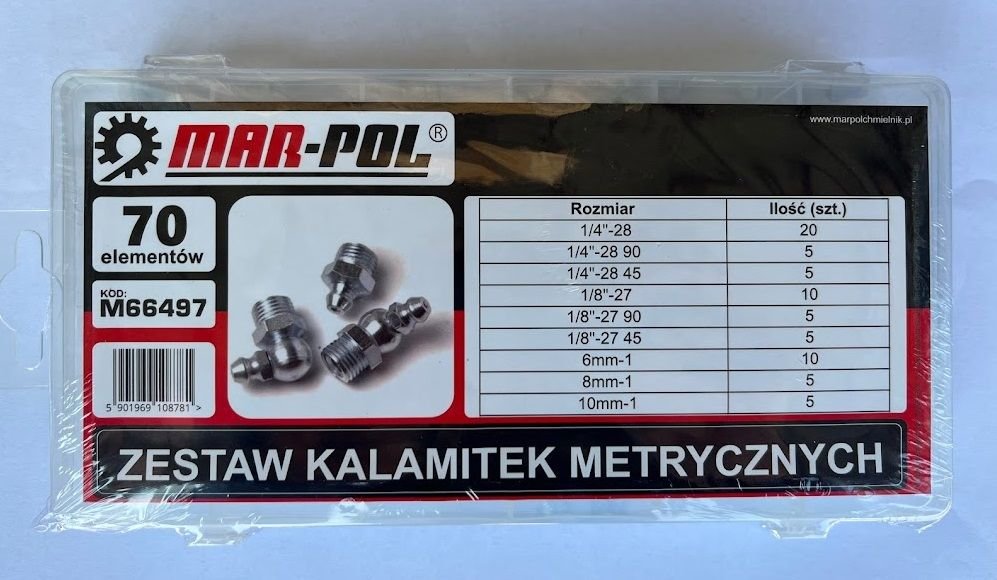 www.marpolchmielnik.pl
MAR-POL®
70
elementów
KOD:
M66497
5 901969 108781 >
Rozmiar Ilość (szt.)
1/4"-28 20
1/4"-28 90 5
1/4"-28 45 5
1/8"-27 10
1/8"-27 90 5
1/8"-27 45 5
6mm-1 10
8mm-1 5
10mm-1 5
ZESTAW KALAMITEK METRYCZNYCH